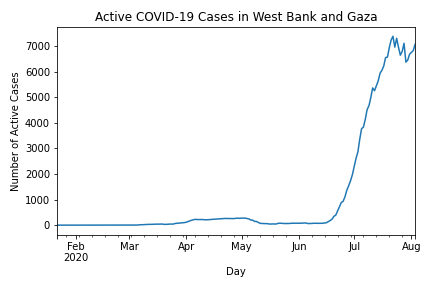 Active COVID-19 Cases in West Bank and Gaza
Number of Active Cases
7000
6000
5000
4000
3000
2000
1000
0
Feb Mar Apr May Jun Jul Aug
2020
Day